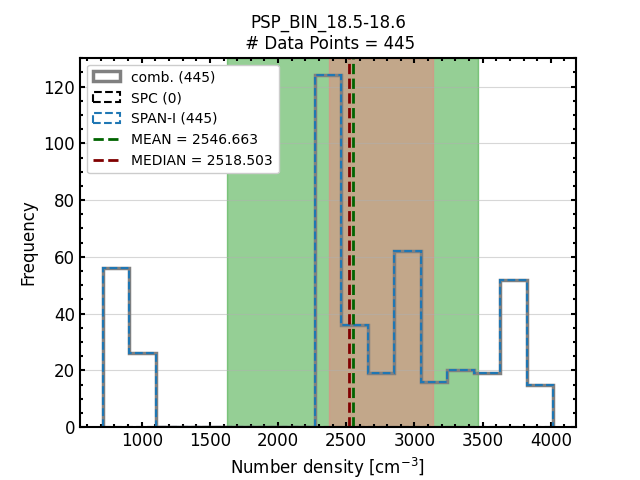 PSP_BIN_18.5-18.6
# Data Points = 445
comb. (445)
SPC (0)
SPAN-I (445)
MEAN = 2546.663
MEDIAN = 2518.503
Frequency
120
100
80
60
40
20
0
1000 1500 2000 2500 3000 3500 4000
Number density [cm⁻³]